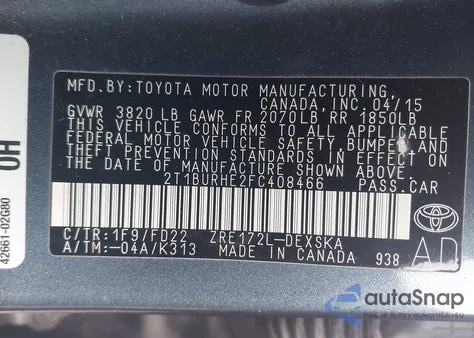 MFD. BY: TOYOTA MOTOR MANUFACTURING,
CANADA, INC. 04/15
GVWR 3820 LB GAWR FR 2070LB RR 1850LB
THIS VEHICLE CONFORMS TO ALL APPLICABLE
FEDERAL MOTOR VEHICLE SAFETY, BUMPER, AND
THEFT PREVENTION STANDARDS IN EFFECT ON
THE DATE OF MANUFACTURE SHOWN ABOVE.
2T1BURHE2FC408466 PASS.CAR
C/TR: 1F9/FD22 ZRE172L-DEXSKA
A/TM: -04A/K313 MADE IN CANADA 938
TOYOTA
AD
OH
42661-02G80
autoSnap